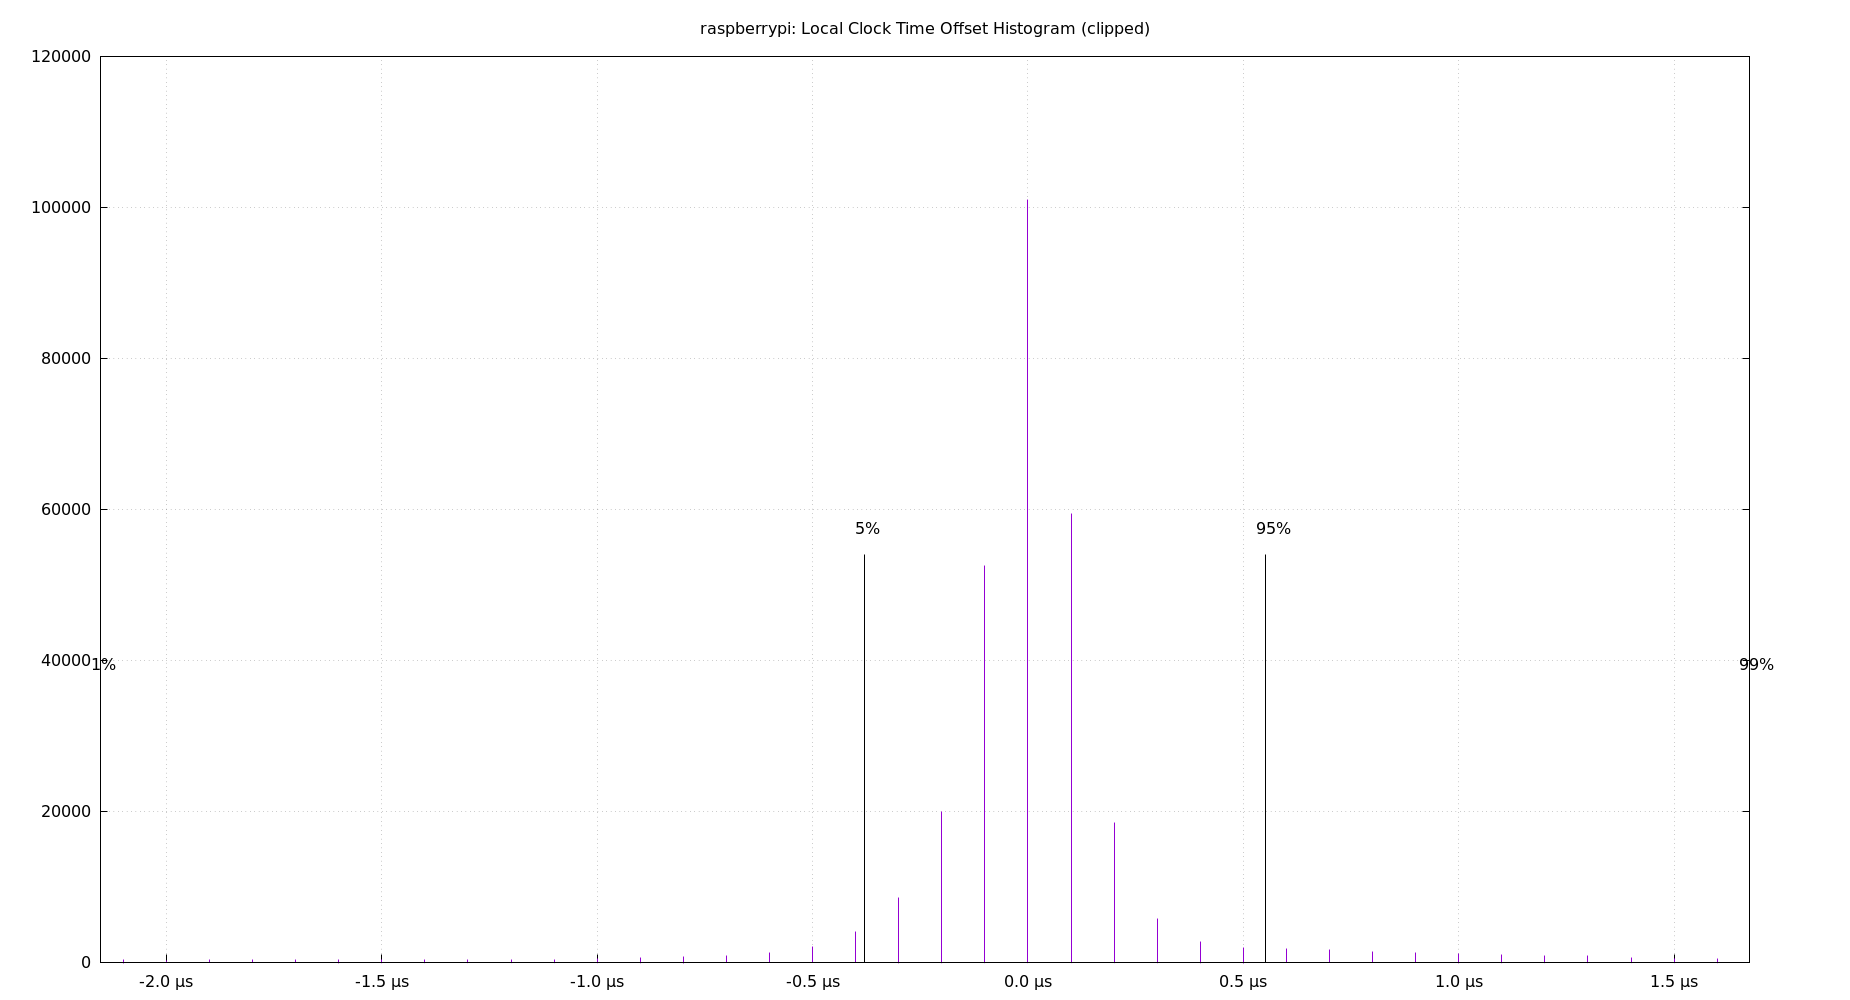 raspberrypi: Local Clock Time Offset Histogram (clipped)
120000
100000
80000
60000
5%
95%
40000
1%
99%
20000
0
-2.0 µs
-1.5 µs
-1.0 µs
-0.5 µs
0.0 µs
0.5 µs
1.0 µs
1.5 µs